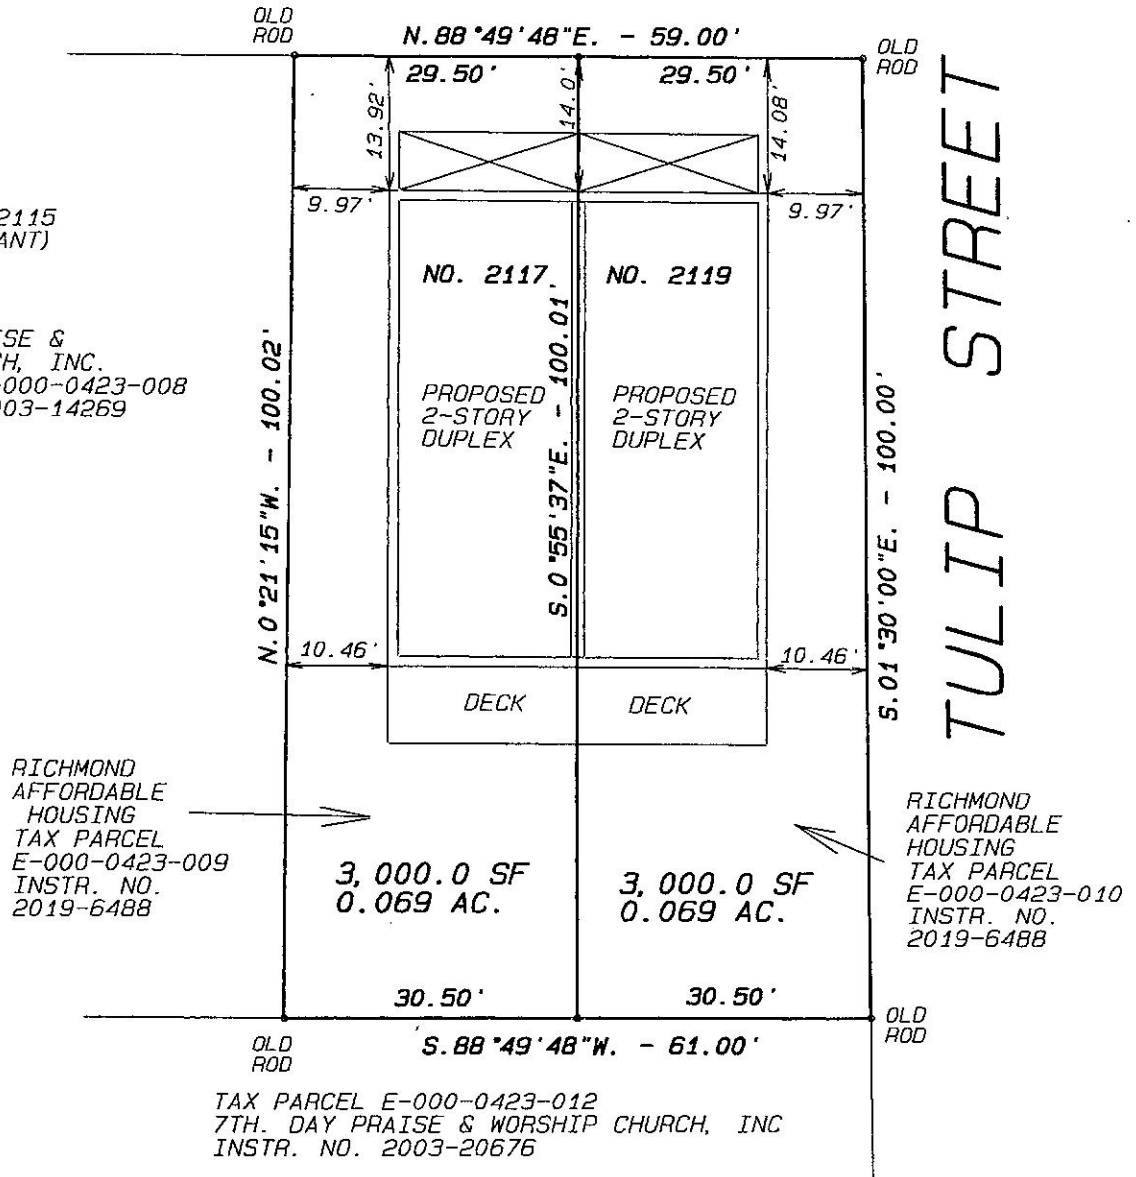 OLD
ROD
N.88°49'48"E. - 59.00'
OLD
ROD
29.50'
29.50'
13.92'
14.0'
14.08'
9.97'
9.97'
2115
ANT)
NO. 2117
NO. 2119
SE &
H, INC.
-000-0423-008
003-14269
PROPOSED
2-STORY
DUPLEX
PROPOSED
2-STORY
DUPLEX
N.0°21'15"W. - 100.02'
S.0°55'37"E. - 100.01'
S.01°30'00"E. - 100.00'
TULIP STREET
10.46'
10.46'
DECK
DECK
RICHMOND
AFFORDABLE
HOUSING
TAX PARCEL
E-000-0423-009
INSTR. NO.
2019-6488
3,000.0 SF
0.069 AC.
3,000.0 SF
0.069 AC.
RICHMOND
AFFORDABLE
HOUSING
TAX PARCEL
E-000-0423-010
INSTR. NO.
2019-6488
30.50'
30.50'
OLD
ROD
S.88°49'48"W. - 61.00'
OLD
ROD
TAX PARCEL E-000-0423-012
7TH. DAY PRAISE & WORSHIP CHURCH, INC
INSTR. NO. 2003-20676